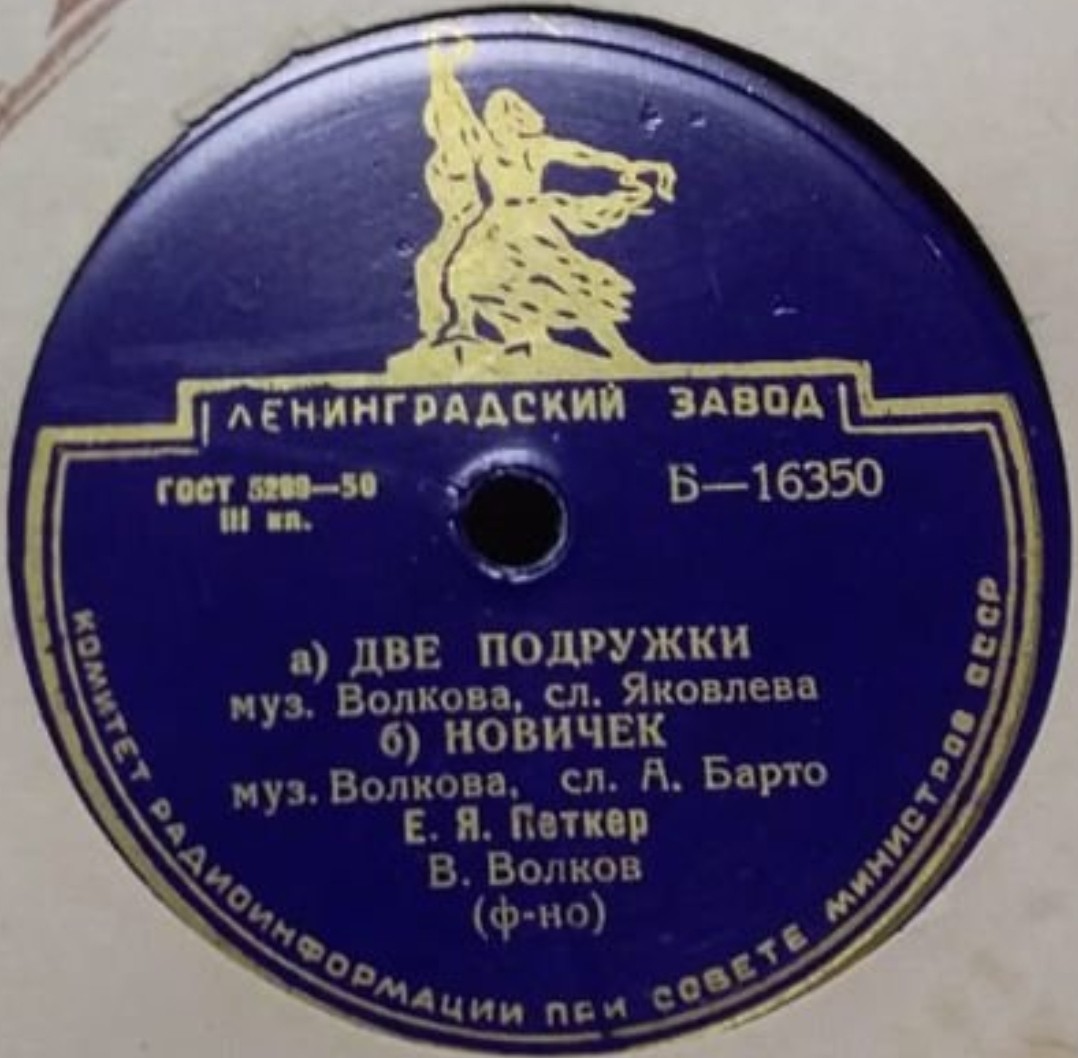 ЛЕНИНГРАДСКИЙ ЗАВОД
ГОСТ 5289—50
III кл.
Б—16350
а) ДВЕ ПОДРУЖКИ
муз. Волкова, сл. Яковлева
б) НОВИЧЕК
муз. Волкова, сл. А. Барто
Е. Я. Петкер
В. Волков
(ф-но)
КОМИТЕТ РАДИОИНФОРМАЦИИ ПРИ СОВЕТЕ МИНИСТРОВ СССР